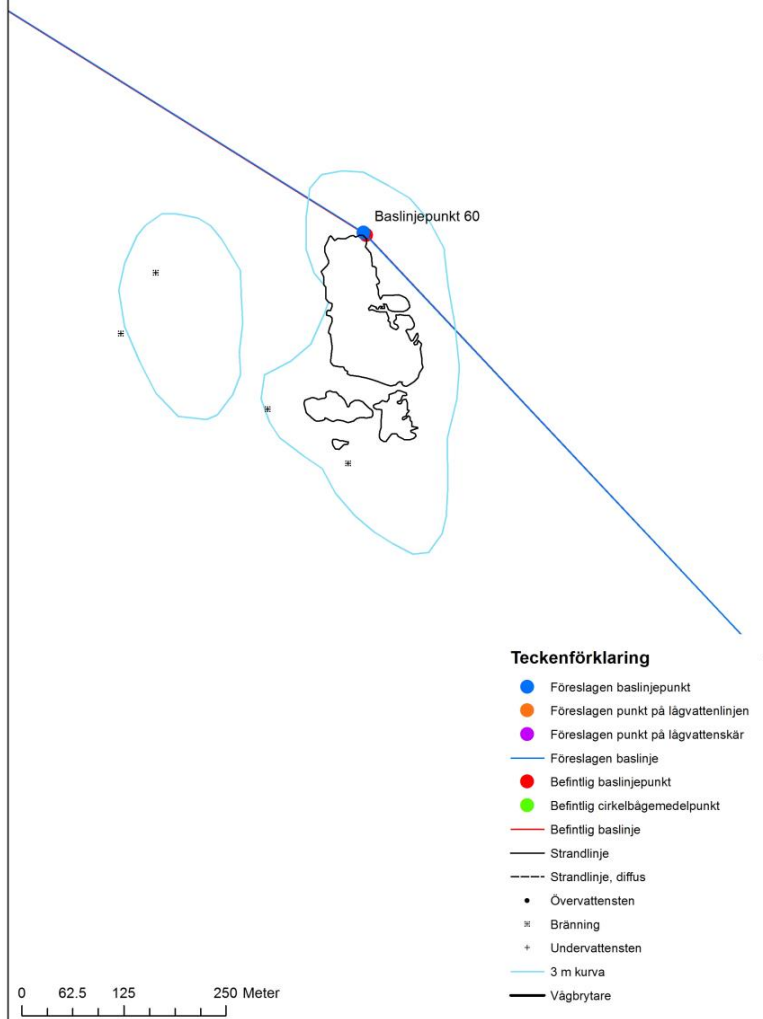 Baslinjepunkt 60
Teckenförklaring
Föreslagen baslinjepunkt
Föreslagen punkt på lågvattenlinjen
Föreslagen punkt på lågvattenskär
Föreslagen baslinje
Befintlig baslinjepunkt
Befintlig cirkelbågemedelpunkt
Befintlig baslinje
Strandlinje
Strandlinje, diffus
Övervattensten
Bränning
Undervattensten
3 m kurva
Vågbrytare
0 62.5 125 250 Meter